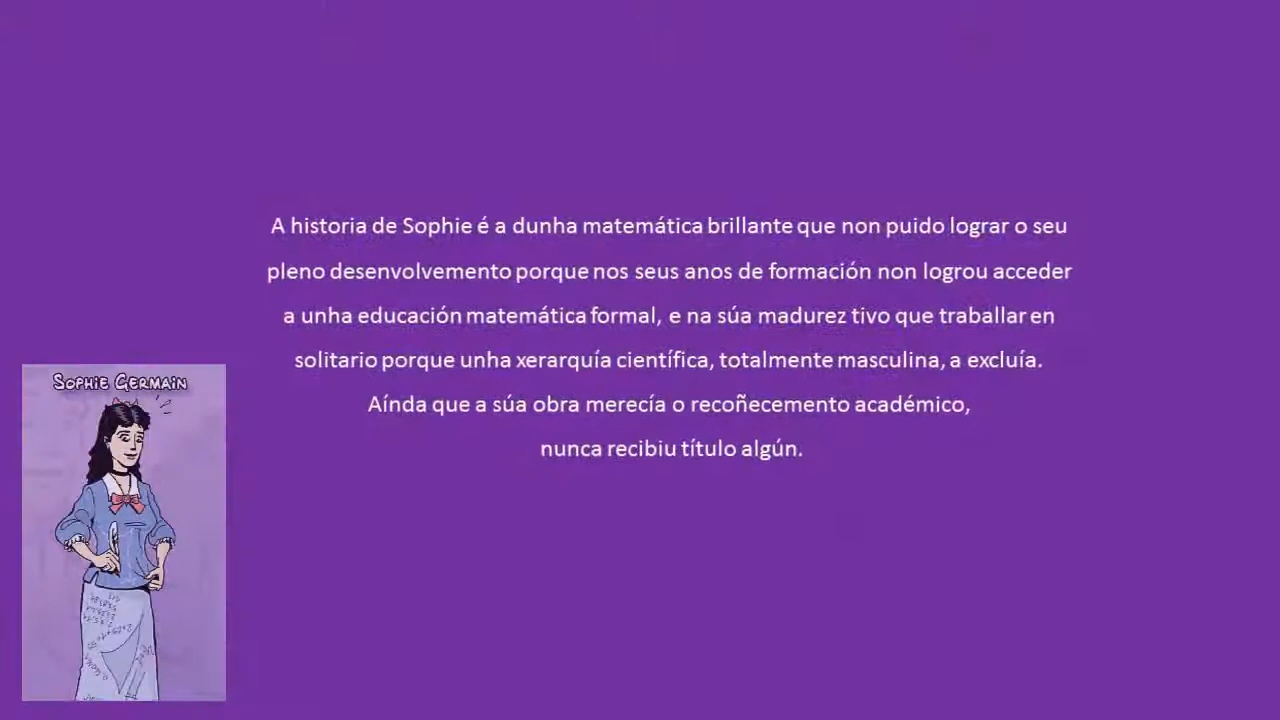 A historia de Sophie é a dunha matemática brillante que non puido lograr o seu
pleno desenvolvemento porque nos seus anos de formación non logrou acceder
a unha educación matemática formal, e na súa madurez tivo que traballar en
solitario porque unha xerarquía científica, totalmente masculina, a excluía.
Aínda que a súa obra merecía o recoñecemento académico,
nunca recibiu título algún.
SOPHIE GERMAIN